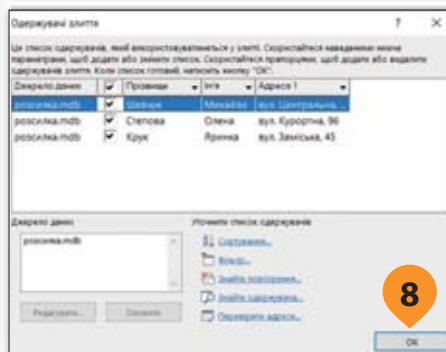 Одержувачі злиття
? ×
Це список одержувачів, який використовуватиметься у злитті. Скористайтеся наведеними нижче
параметрами, щоб додати або змінити список. Скористайтеся прапорцями, щоб додати або видалити
одержувачів злиття. Коли список готовий, натисніть кнопку "ОК".
Джерело даних Прізвище Ім'я Адреса 1
розсилка.mdb Шевчук Михайло вул. Центральна, ...
розсилка.mdb Степова Олена вул. Курортна, 96
розсилка.mdb Крук Яринка вул. Заміська, 45
Джерело даних Уточнити список одержувачів
розсилка.mdb
Сортування...
Фільтр...
Знайти повторення...
Знайти одержувача...
Перевірити адреси...
Редагувати... Оновити
8
ОК